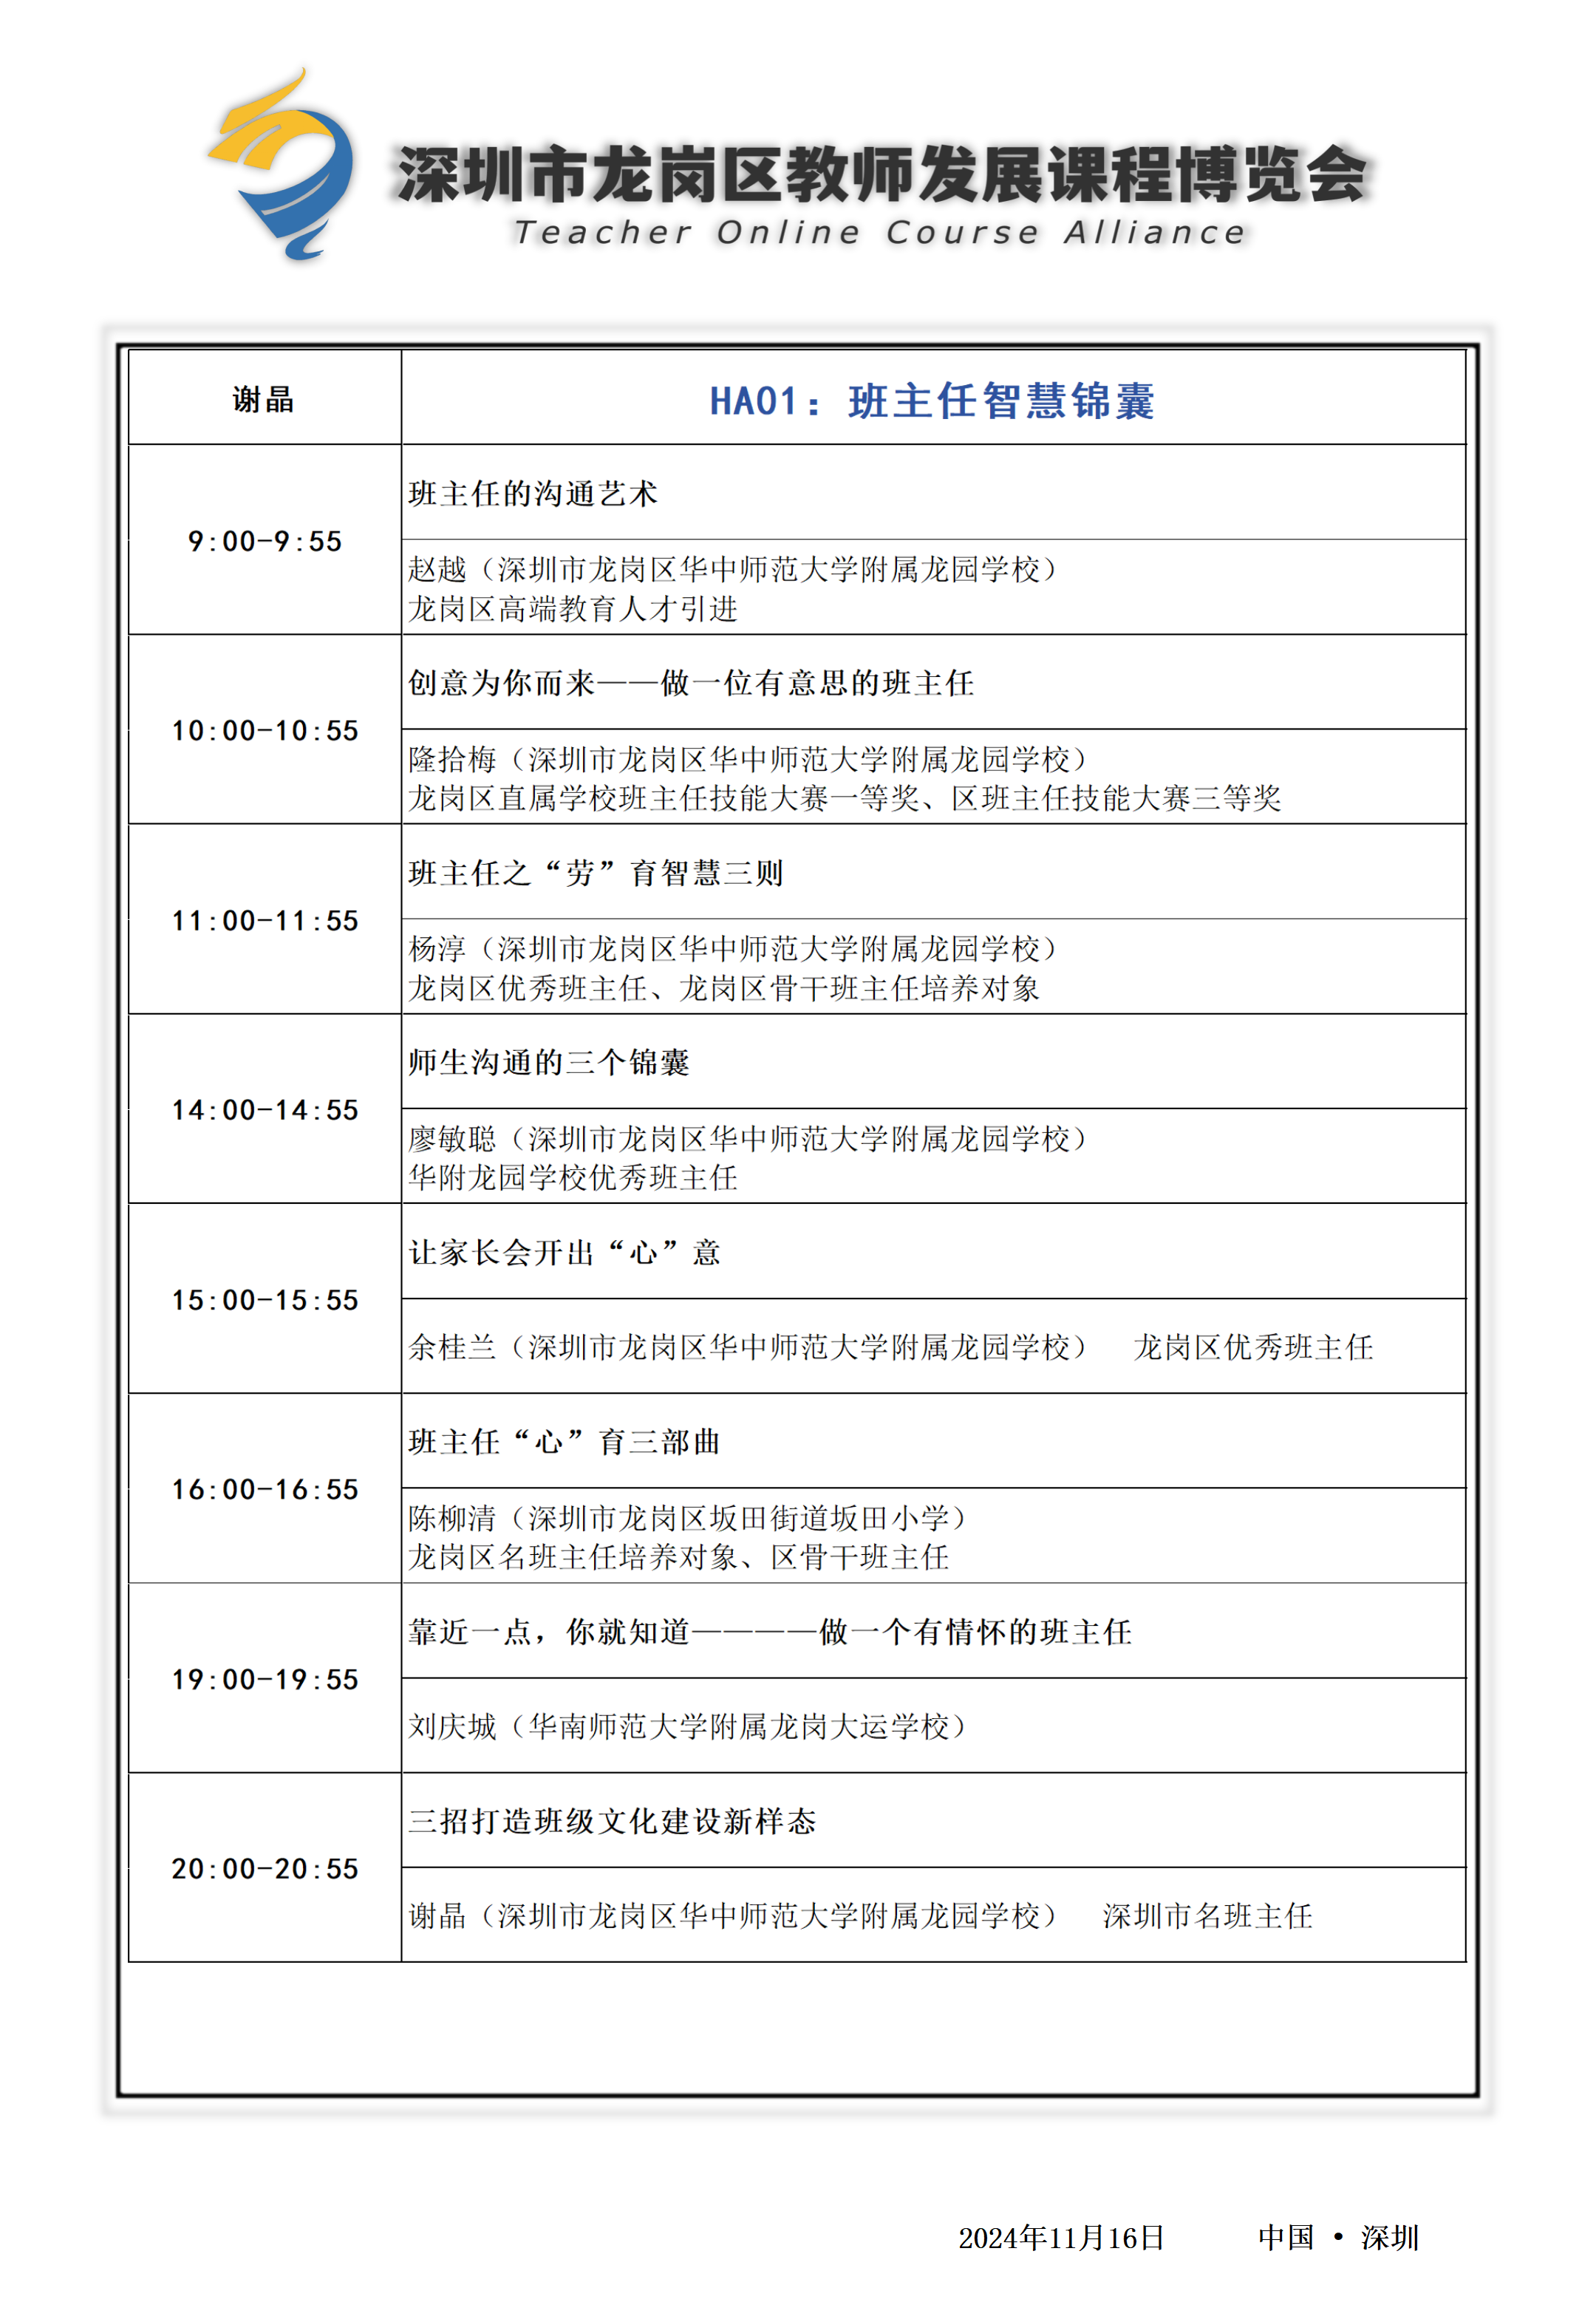 深圳市龙岗区教师发展课程博览会
Teacher Online Course Alliance
谢晶
HA01：班主任智慧锦囊
9:00-9:55
班主任的沟通艺术
赵越（深圳市龙岗区华中师范大学附属龙园学校）
龙岗区高端教育人才引进
10:00-10:55
创意为你而来——做一位有意思的班主任
隆拾梅（深圳市龙岗区华中师范大学附属龙园学校）
龙岗区直属学校班主任技能大赛一等奖、区班主任技能大赛三等奖
11:00-11:55
班主任之“劳”育智慧三则
杨淳（深圳市龙岗区华中师范大学附属龙园学校）
龙岗区优秀班主任、龙岗区骨干班主任培养对象
14:00-14:55
师生沟通的三个锦囊
廖敏聪（深圳市龙岗区华中师范大学附属龙园学校）
华附龙园学校优秀班主任
15:00-15:55
让家长会开出“心”意
余桂兰（深圳市龙岗区华中师范大学附属龙园学校） 龙岗区优秀班主任
16:00-16:55
班主任“心”育三部曲
陈柳清（深圳市龙岗区坂田街道坂田小学）
龙岗区名班主任培养对象、区骨干班主任
19:00-19:55
靠近一点，你就知道————做一个有情怀的班主任
刘庆城（华南师范大学附属龙岗大运学校）
20:00-20:55
三招打造班级文化建设新样态
谢晶（深圳市龙岗区华中师范大学附属龙园学校） 深圳市名班主任
2024年11月16日 中国 • 深圳